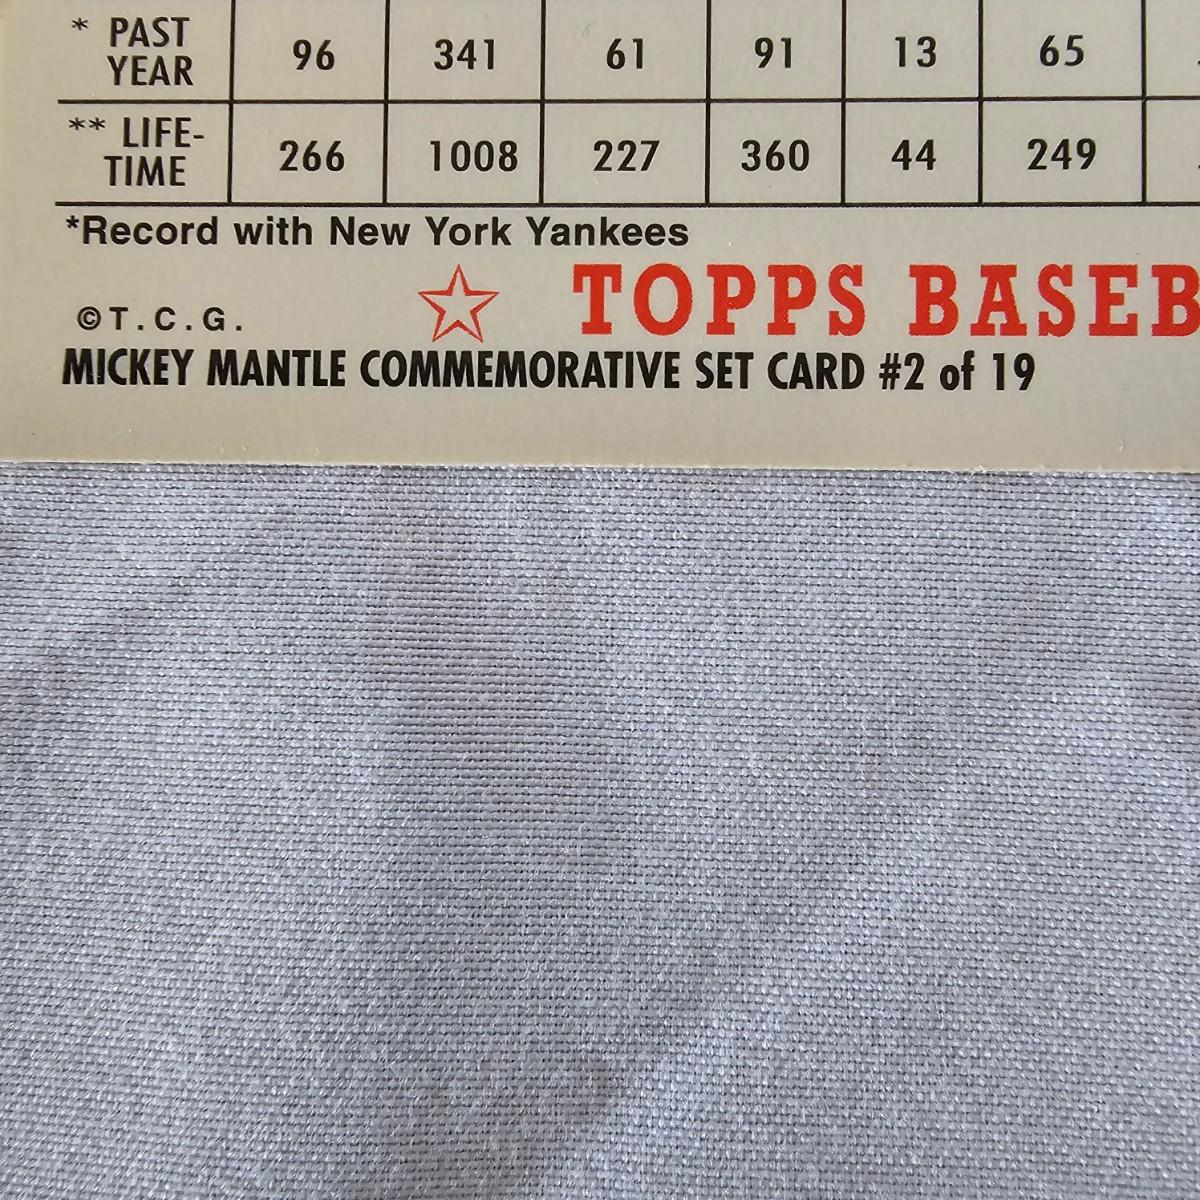 * PAST YEAR 96 341 61 91 13 65
** LIFE-TIME 266 1008 227 360 44 249
*Record with New York Yankees
©T.C.G. TOPPS BASEB
MICKEY MANTLE COMMEMORATIVE SET CARD #2 of 19